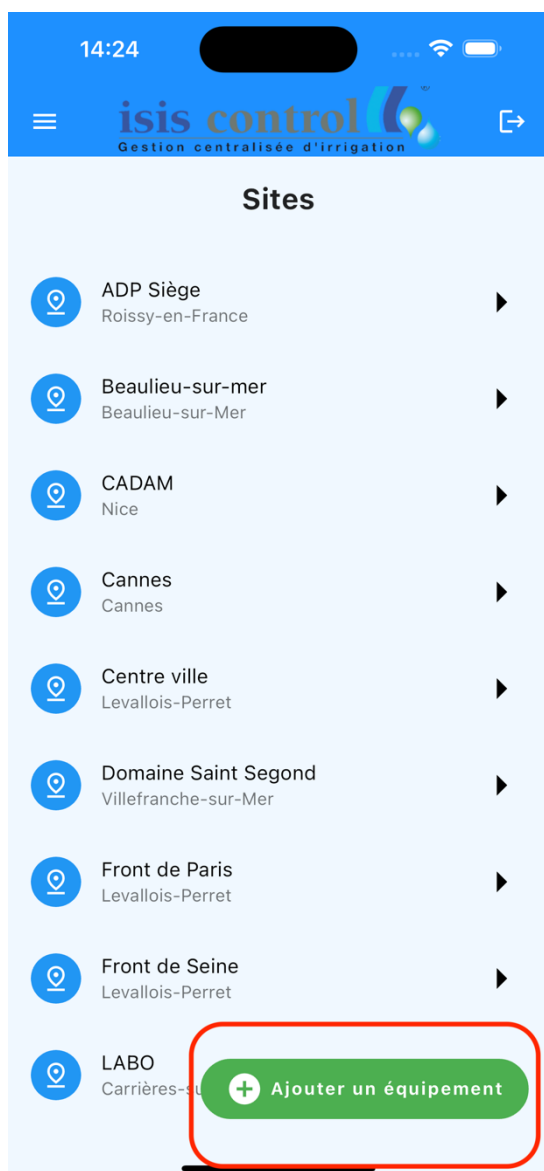 14:24
isis control
®
Gestion centralisée d'irrigation
Sites
ADP Siège
Roissy-en-France
Beaulieu-sur-mer
Beaulieu-sur-Mer
CADAM
Nice
Cannes
Cannes
Centre ville
Levallois-Perret
Domaine Saint Segond
Villefranche-sur-Mer
Front de Paris
Levallois-Perret
Front de Seine
Levallois-Perret
LABO
Carrières-su
Ajouter un équipement